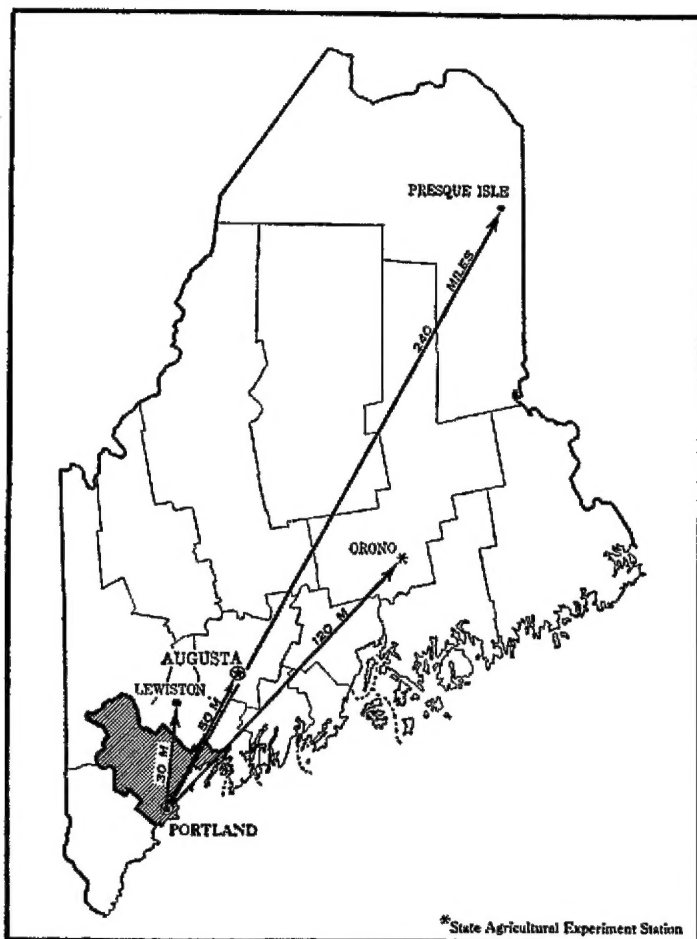 PRESQUE ISLE
240 MILES
ORONO *
120 M
AUGUSTA
LEWISTON
50 M
30 M
PORTLAND
*State Agricultural Experiment Station